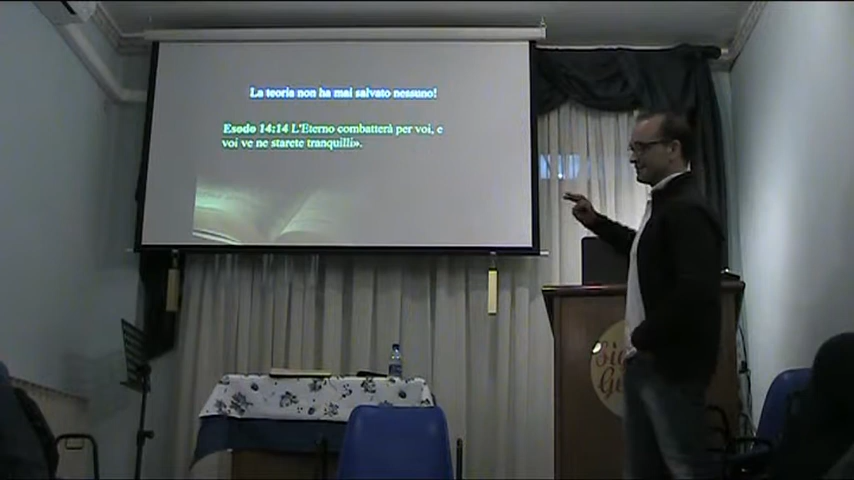 La teoria non ha mai salvato nessuno!
Esodo 14:14 L'Eterno combatterà per voi, e
voi ve ne starete tranquilli».